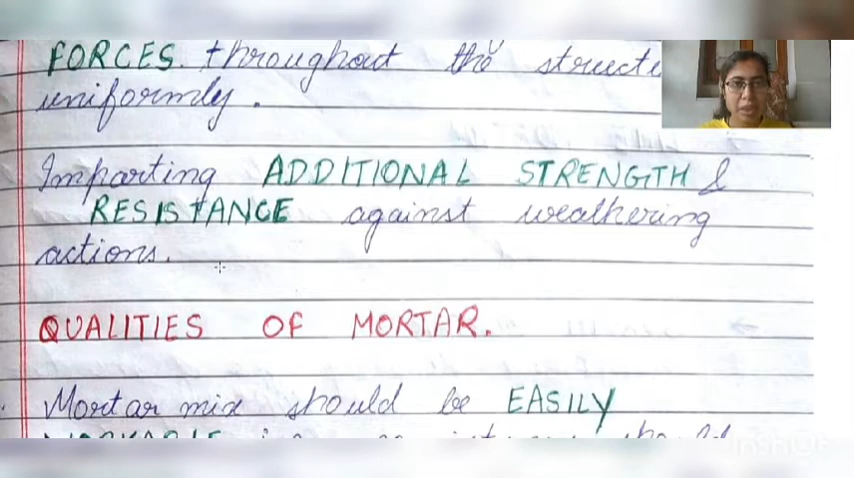 FORCES. throughout the
uniformly.
Imparting ADDITIONAL STRENGTH &
RESISTANCE against weathering
actions.
QUALITIES OF MORTAR.
Mortar mix should be EASILY